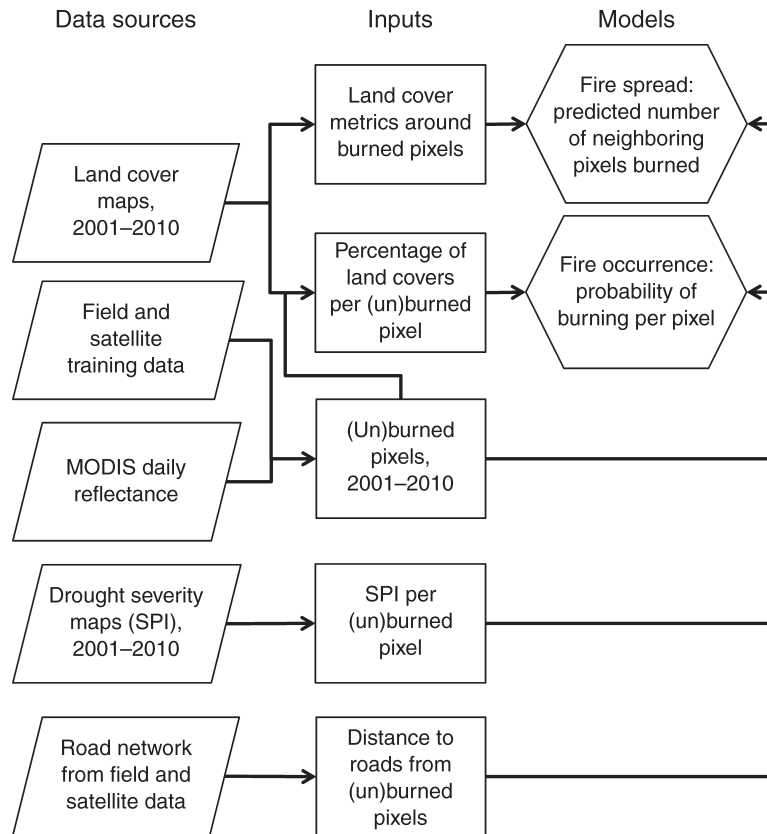 Data sources
Inputs
Models
Land cover
maps,
2001–2010
Land cover
metrics around
burned pixels
Fire spread:
predicted number
of neighboring
pixels burned
Percentage of
land covers
per (un)burned
pixel
Fire occurrence:
probability of
burning per pixel
Field and
satellite
training data
MODIS daily
reflectance
(Un)burned
pixels,
2001–2010
Drought severity
maps (SPI),
2001–2010
SPI per
(un)burned
pixel
Road network
from field and
satellite data
Distance to
roads from
(un)burned
pixels